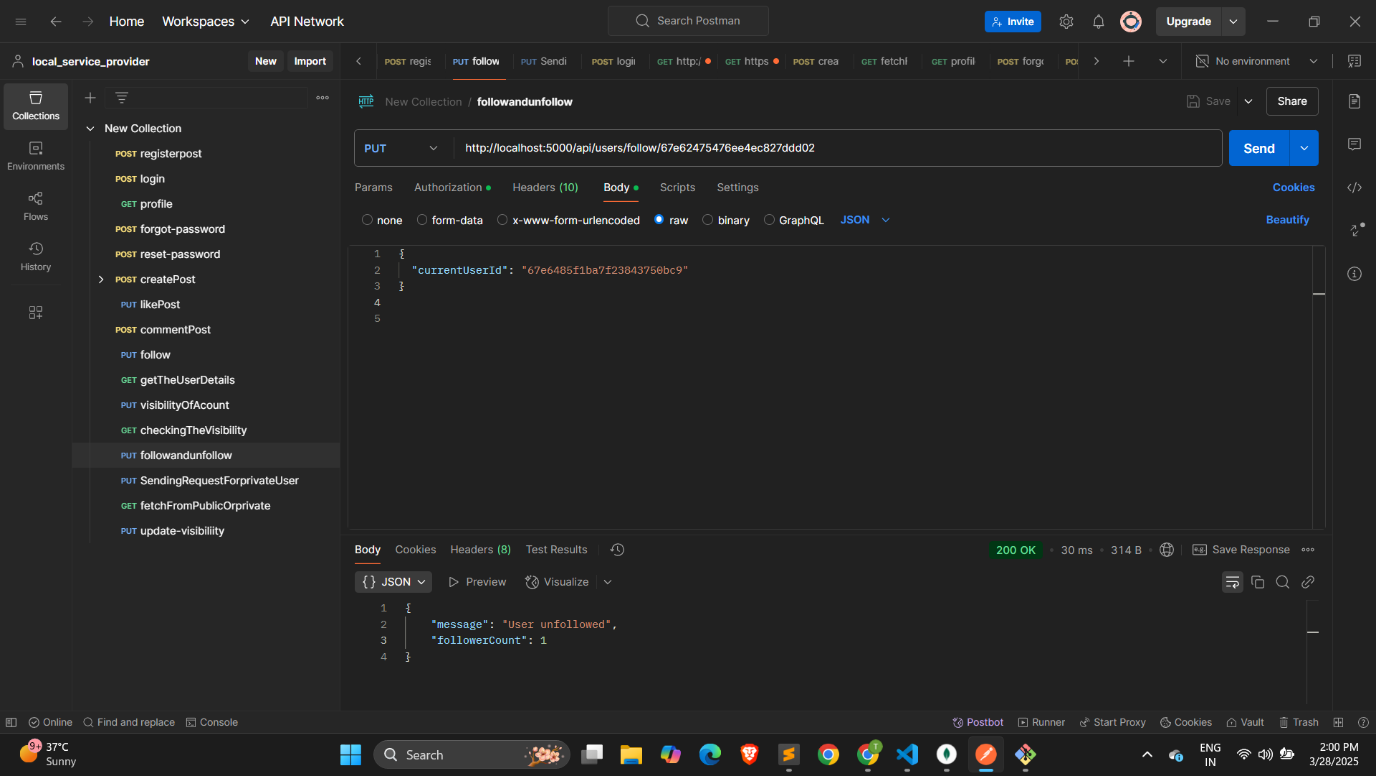 Home Workspaces API Network Search Postman Invite Upgrade
local_service_provider New Import POST regis PUT follow PUT Sendi POST login GET http:/ GET https POST crea GET fetchF GET profil POST forgo PO No environment
Collections
Environments
Flows
History
New Collection
POST registerpost
POST login
GET profile
POST forgot-password
POST reset-password
POST createPost
PUT likePost
POST commentPost
PUT follow
GET getTheUserDetails
PUT visibilityOfAcount
GET checkingTheVisibility
PUT followandunfollow
PUT SendingRequestForprivateUser
GET fetchFromPublicOrprivate
PUT update-visibiliity
HTTP New Collection / followandunfollow Save Share
PUT http://localhost:5000/api/users/follow/67e62475476ee4ec827ddd02 Send
Params Authorization Headers (10) Body Scripts Settings Cookies
none form-data x-www-form-urlencoded raw binary GraphQL JSON Beautify
1 {
2 "currentUserId": "67e6485f1ba7f23843750bc9"
3 }
4
5
Body Cookies Headers (8) Test Results 200 OK 30 ms 314 B e.g. Save Response
{} JSON Preview Visualize
1 {
2 "message": "User unfollowed",
3 "followerCount": 1
4 }
Online Find and replace Console Postbot Runner Start Proxy Cookies Vault Trash
9+ 37°C
Sunny
Search
T
ENG
IN
2:00 PM
3/28/2025